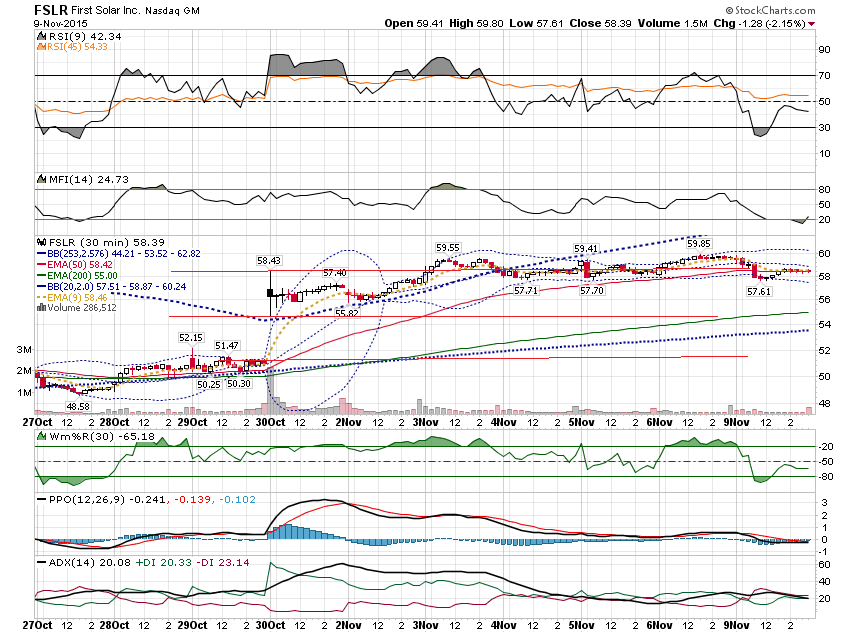 FSLR First Solar Inc. Nasdaq GM
© StockCharts.com
9-Nov-2015
Open 59.41 High 59.80 Low 57.61 Close 58.39 Volume 1.5M Chg -1.28 (-2.15%)
RSI(9) 42.34
RSI(45) 54.33
90
70
50
30
10
MFI(14) 24.73
80
50
20
FSLR (30 min) 58.39
BB(253,2.576) 44.21 - 53.52 - 62.82
EMA(50) 58.42
EMA(200) 55.00
BB(20,2.0) 57.51 - 58.87 - 60.24
EMA(9) 58.46
Volume 286,512
48.58
52.15
50.25
51.47
50.30
58.43
57.40
55.82
59.55
57.71
59.41
57.70
59.85
57.61
60
58
56
54
52
50
48
3M
2M
1M
27Oct 12 2 28Oct 12 2 29Oct 12 2 30Oct 12 2 2Nov 12 2 3Nov 12 2 4Nov 12 2 5Nov 12 2 6Nov 12 2 9Nov 12 2
Wm%R(30) -65.18
-20
-50
-80
PPO(12,26,9) -0.241, -0.139, -0.102
3
2
1
0
-1
ADX(14) 20.08 +DI 20.33 -DI 23.14
60
40
20
27Oct 12 2 28Oct 12 2 29Oct 12 2 30Oct 12 2 2Nov 12 2 3Nov 12 2 4Nov 12 2 5Nov 12 2 6Nov 12 2 9Nov 12 2